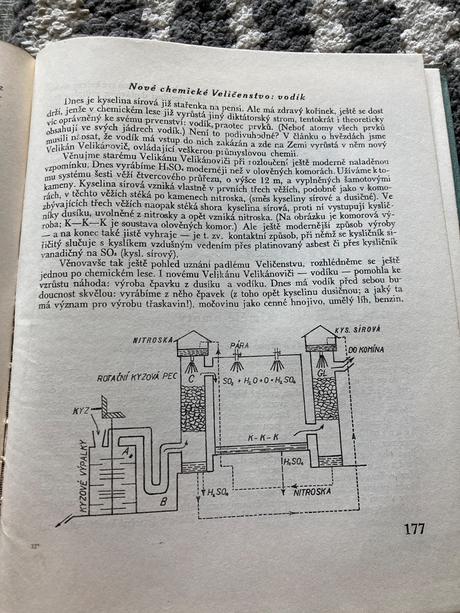 Nové chemické Veličenstvo: vodík
Dnes je kyselina sírová již stařenka na pensi. Ale má zdravý kořínek, ještě se dost
drží, jenže v chemickém lese již vyrůstá jiný diktátorský strom, tentokrát i theoreticky
víc oprávněný ke svému prvenství: vodík, praotec prvků. (Neboť atomy všech prvků
obsahují ve svých jádrech vodík.) Není to podivuhodné? V článku o hvězdách jsme
musili psát, že vodík má vstup do nich zakázán a zde na Zemi vyrůstá v něm nový
Velikán Velikánovič, ovládající veškerou průmyslovou chemii.
Věnujme starému Velikánu Velikánoviči při rozloučení ještě moderně naladěnou
vzpomínku. Dnes vyrábíme H₂SO₄ moderněji než v olověných komorách. Užíváme k to-
mu systému šesti věží čtvercového průřezu, o výšce 12 m, a vyplněných šamotovými
kameny. Kyselina sírová vzniká vlastně v prvních třech věžích, podobně jako v komo-
rách, v těchto věžích stéká po kamenech nitroska, (směs kyseliny sírové a dusičné). Ve
zbývajících třech věžích naopak stéká shora kyselina sírová, proti ní vystupují kyslič-
níky dusíku, uvolněné z nitrosky a opět vzniká nitroska. (Na obrázku je komorová vý-
roba; K—K—K je soustava olověných komor.) Ale ještě modernější způsob výroby
— a na konec také jistě vyhraje — je t. zv. kontaktní způsob, při němž se kysličník si-
řičitý slučuje s kyslíkem vzdušným vedením přes platinovaný asbest či přes kysličník
vanadičný na SO₃ (kysl. sírový).
Věnovavše tak ještě pohled uznání padlému Veličenstvu, rozhlédněme se ještě
jednou po chemickém lese. I novému Velikánu Velikánoviči — vodíku — pomohla ke
vzrůstu náhoda: výroba čpavku z dusíku a vodíku. Dnes má vodík před sebou bu-
doucnost skvělou: vyrábíme z něho čpavek (z toho opět kyselinu dusičnou; a jaký ta
má význam pro výrobu třaskavin!), močovinu jako cenné hnojivo, umělý líh, benzin,
NITROSKA
PÁRA
KYS. SÍROVÁ
DO KOMÍNA
ROTAČNÍ KYZOVÁ PEC
C
SO₂ + H₂O + O = H₂SO₄
GL
KYZ
A
K-K-K
KYZOVÉ VÝPALKY
B
H₂SO₄
H₂SO₄
NITROSKA
177